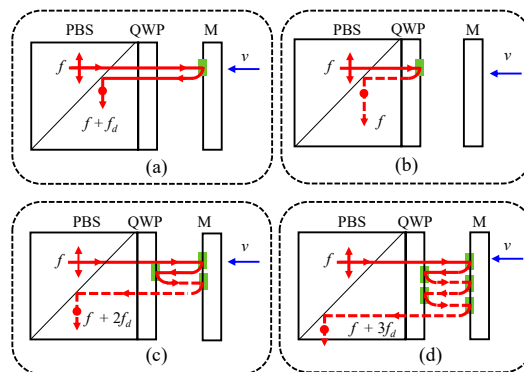 PBS QWP M
f
v
f + f_d
(a)
PBS QWP M
f
v
f
(b)
PBS QWP M
f
v
f + 2f_d
(c)
PBS QWP M
f
v
f + 3f_d
(d)